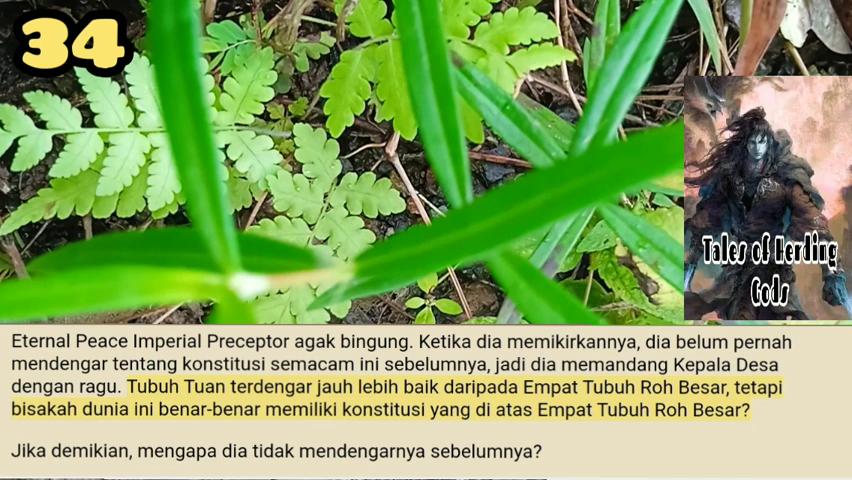 34
Tales of Herding
Gods
Eternal Peace Imperial Preceptor agak bingung. Ketika dia memikirkannya, dia belum pernah
mendengar tentang konstitusi semacam ini sebelumnya, jadi dia memandang Kepala Desa
dengan ragu. Tubuh Tuan terdengar jauh lebih baik daripada Empat Tubuh Roh Besar, tetapi
bisakah dunia ini benar-benar memiliki konstitusi yang di atas Empat Tubuh Roh Besar?
Jika demikian, mengapa dia tidak mendengarnya sebelumnya?